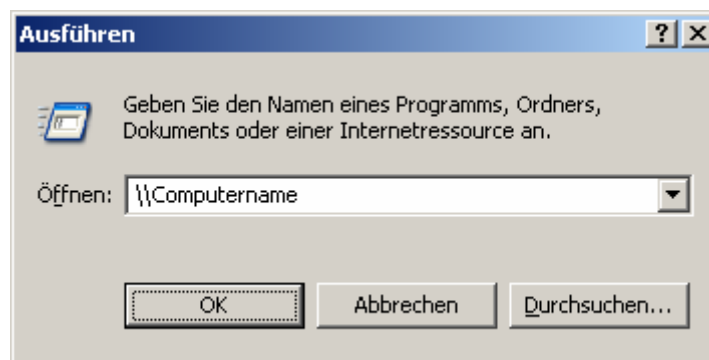 Ausführen
Geben Sie den Namen eines Programms, Ordners,
Dokuments oder einer Internetressource an.
Öffnen: \\Computername
OK Abbrechen Durchsuchen...